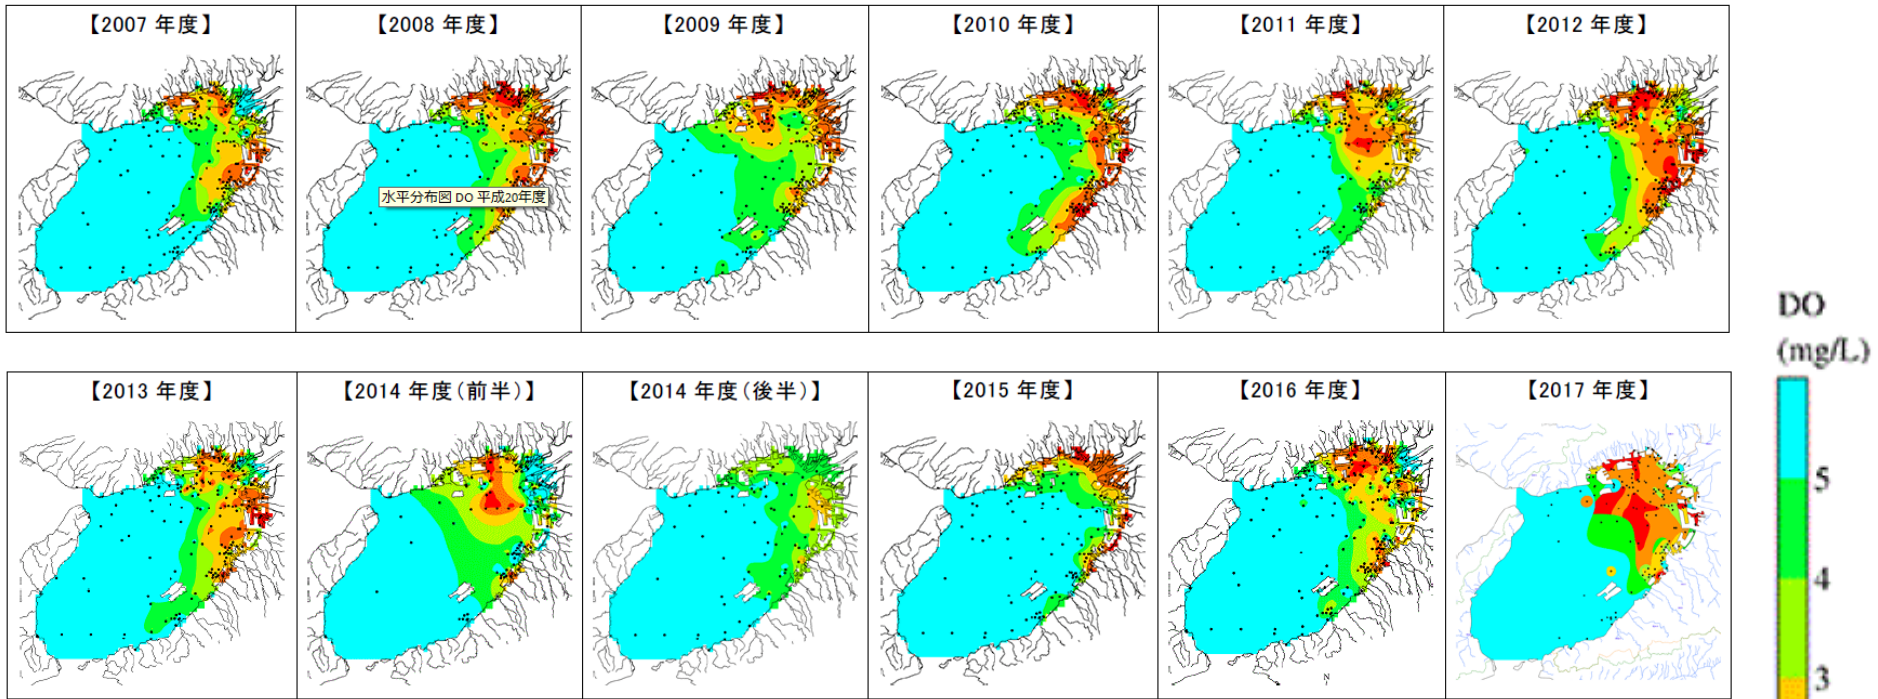 【2007 年度】
【2008 年度】
【2009 年度】
【2010 年度】
【2011 年度】
【2012 年度】
水平分布図 DO 平成20年度
【2013 年度】
【2014 年度(前半)】
【2014 年度(後半)】
【2015 年度】
【2016 年度】
【2017 年度】
N
DO
(mg/L)
5
4
3